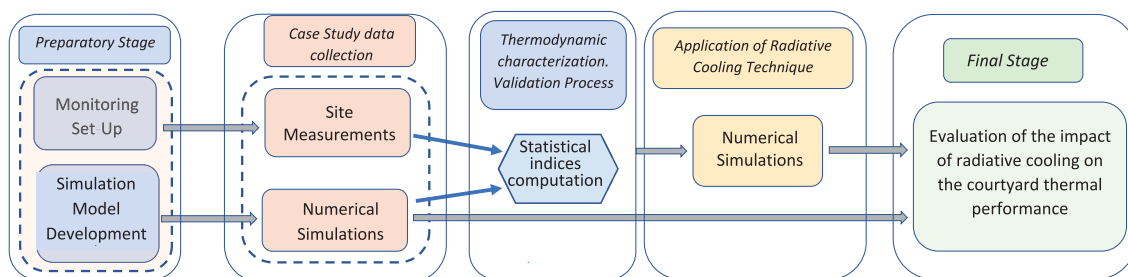 Preparatory Stage
Monitoring
Set Up
Simulation
Model
Development
Case Study data
collection
Site
Measurements
Numerical
Simulations
Thermodynamic
characterization.
Validation Process
Statistical
indices
computation
Application of Radiative
Cooling Technique
Numerical
Simulations
Final Stage
Evaluation of the impact
of radiative cooling on
the courtyard thermal
performance